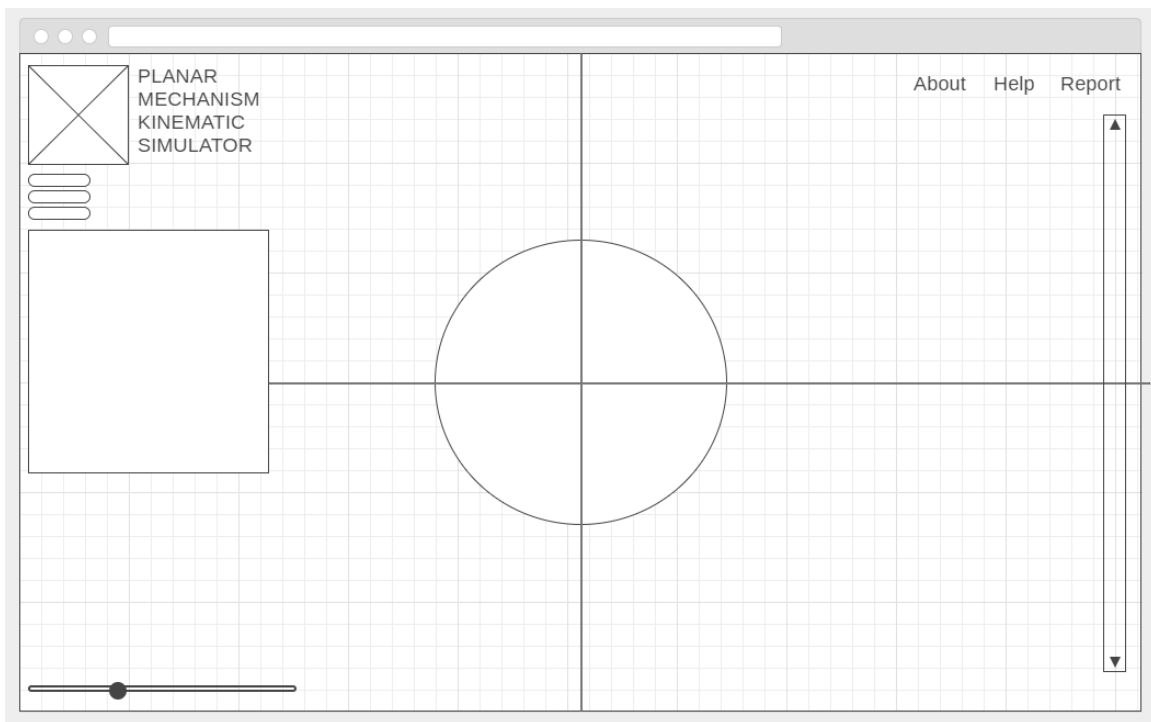 PLANAR
MECHANISM
KINEMATIC
SIMULATOR
About Help Report